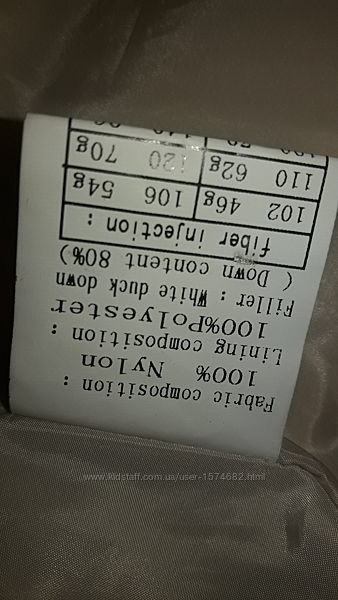 Fabric composition :
100% Nylon
Lining composition :
100%Polyester
Filler : White duck down
( Down content 80%)
fiber injection :
102 46g 106 54g
110 62g 120 70g
www.kidstaff.com.ua/user-1574682.html